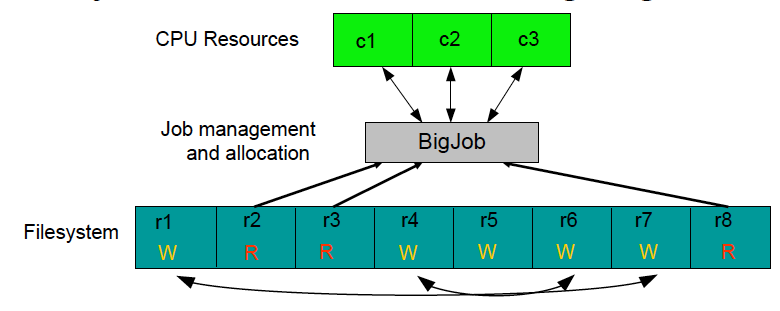 CPU Resources
c1 c2 c3
Job management
and allocation
BigJob
Filesystem
r1 r2 r3 r4 r5 r6 r7 r8
W R R W W W W R